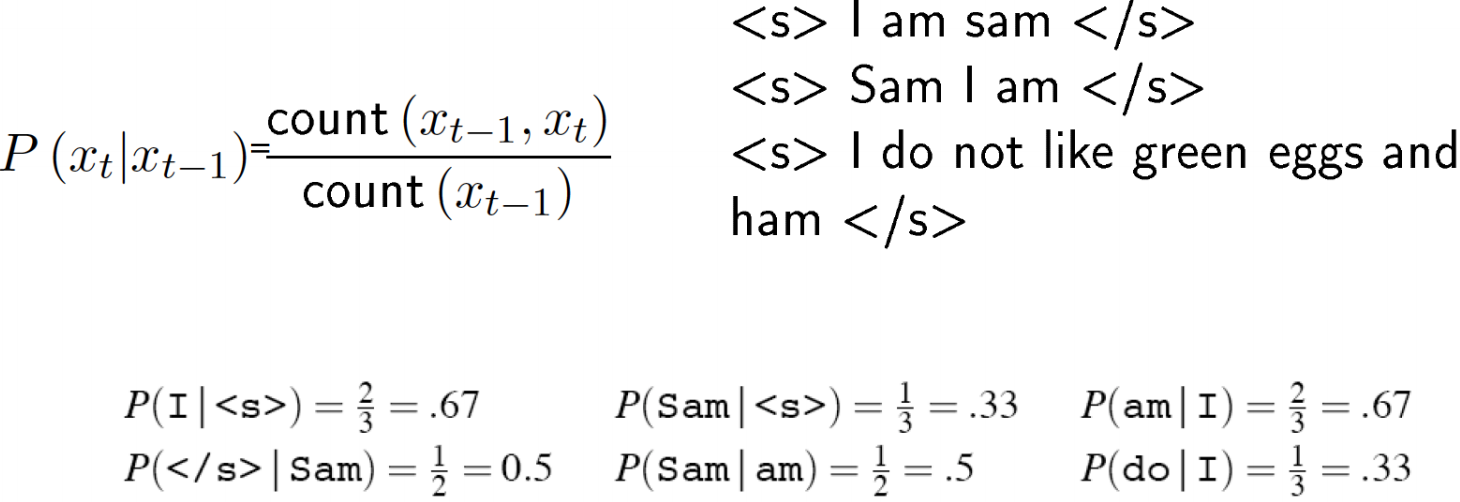 P(x_{t-1}|x_{t-1}) = count(x_{t-1}, x_t) / count(x_{t-1})
<s> I am sam </s>
<s> Sam I am </s>
<s> I do not like green eggs and
ham </s>
P(I|<s>) = 2/3 = .67 P(Sam|<s>) = 1/3 = .33 P(am|I) = 2/3 = .67
P(</s>|Sam) = 1/2 = 0.5 P(Sam|am) = 1/2 = .5 P(do|I) = 1/3 = .33